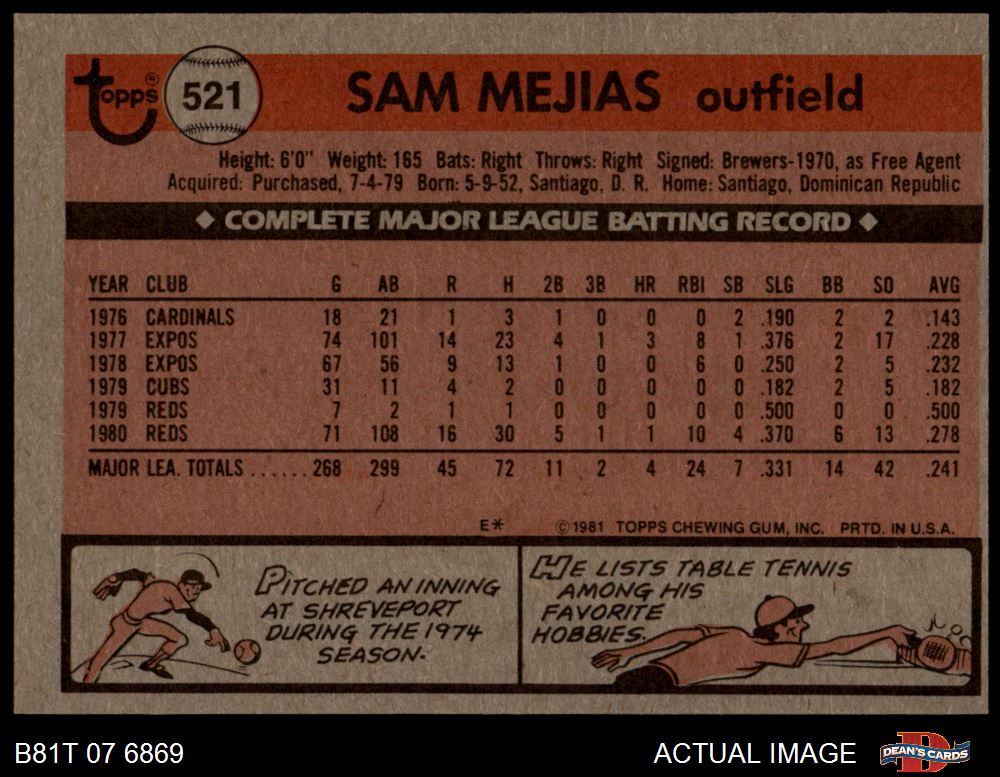 Topps ® 521 SAM MEJIAS outfield
Height: 6'0" Weight: 165 Bats: Right Throws: Right Signed: Brewers-1970, as Free Agent
Acquired: Purchased, 7-4-79 Born: 5-9-52, Santiago, D. R. Home: Santiago, Dominican Republic
◆ COMPLETE MAJOR LEAGUE BATTING RECORD ◆
YEAR CLUB G AB R H 2B 3B HR RBI SB SLG BB SO AVG
1976 CARDINALS 18 21 1 3 1 0 0 0 2 .190 2 2 .143
1977 EXPOS 74 101 14 23 4 1 3 8 1 .376 2 17 .228
1978 EXPOS 67 56 9 13 1 0 0 6 0 .250 2 5 .232
1979 CUBS 31 11 4 2 0 0 0 0 0 .182 2 5 .182
1979 REDS 7 2 1 1 0 0 0 0 0 .500 0 0 .500
1980 REDS 71 108 16 30 5 1 1 10 4 .370 6 13 .278
MAJOR LEA. TOTALS ...... 268 299 45 72 11 2 4 24 7 .331 14 42 .241
E* © 1981 TOPPS CHEWING GUM, INC. PRTD. IN U.S.A.
PITCHED AN INNING
AT SHREVEPORT
DURING THE 1974
SEASON.
HE LISTS TABLE TENNIS
AMONG HIS
FAVORITE
HOBBIES.
B81T 07 6869 ACTUAL IMAGE DEAN'S CARDS